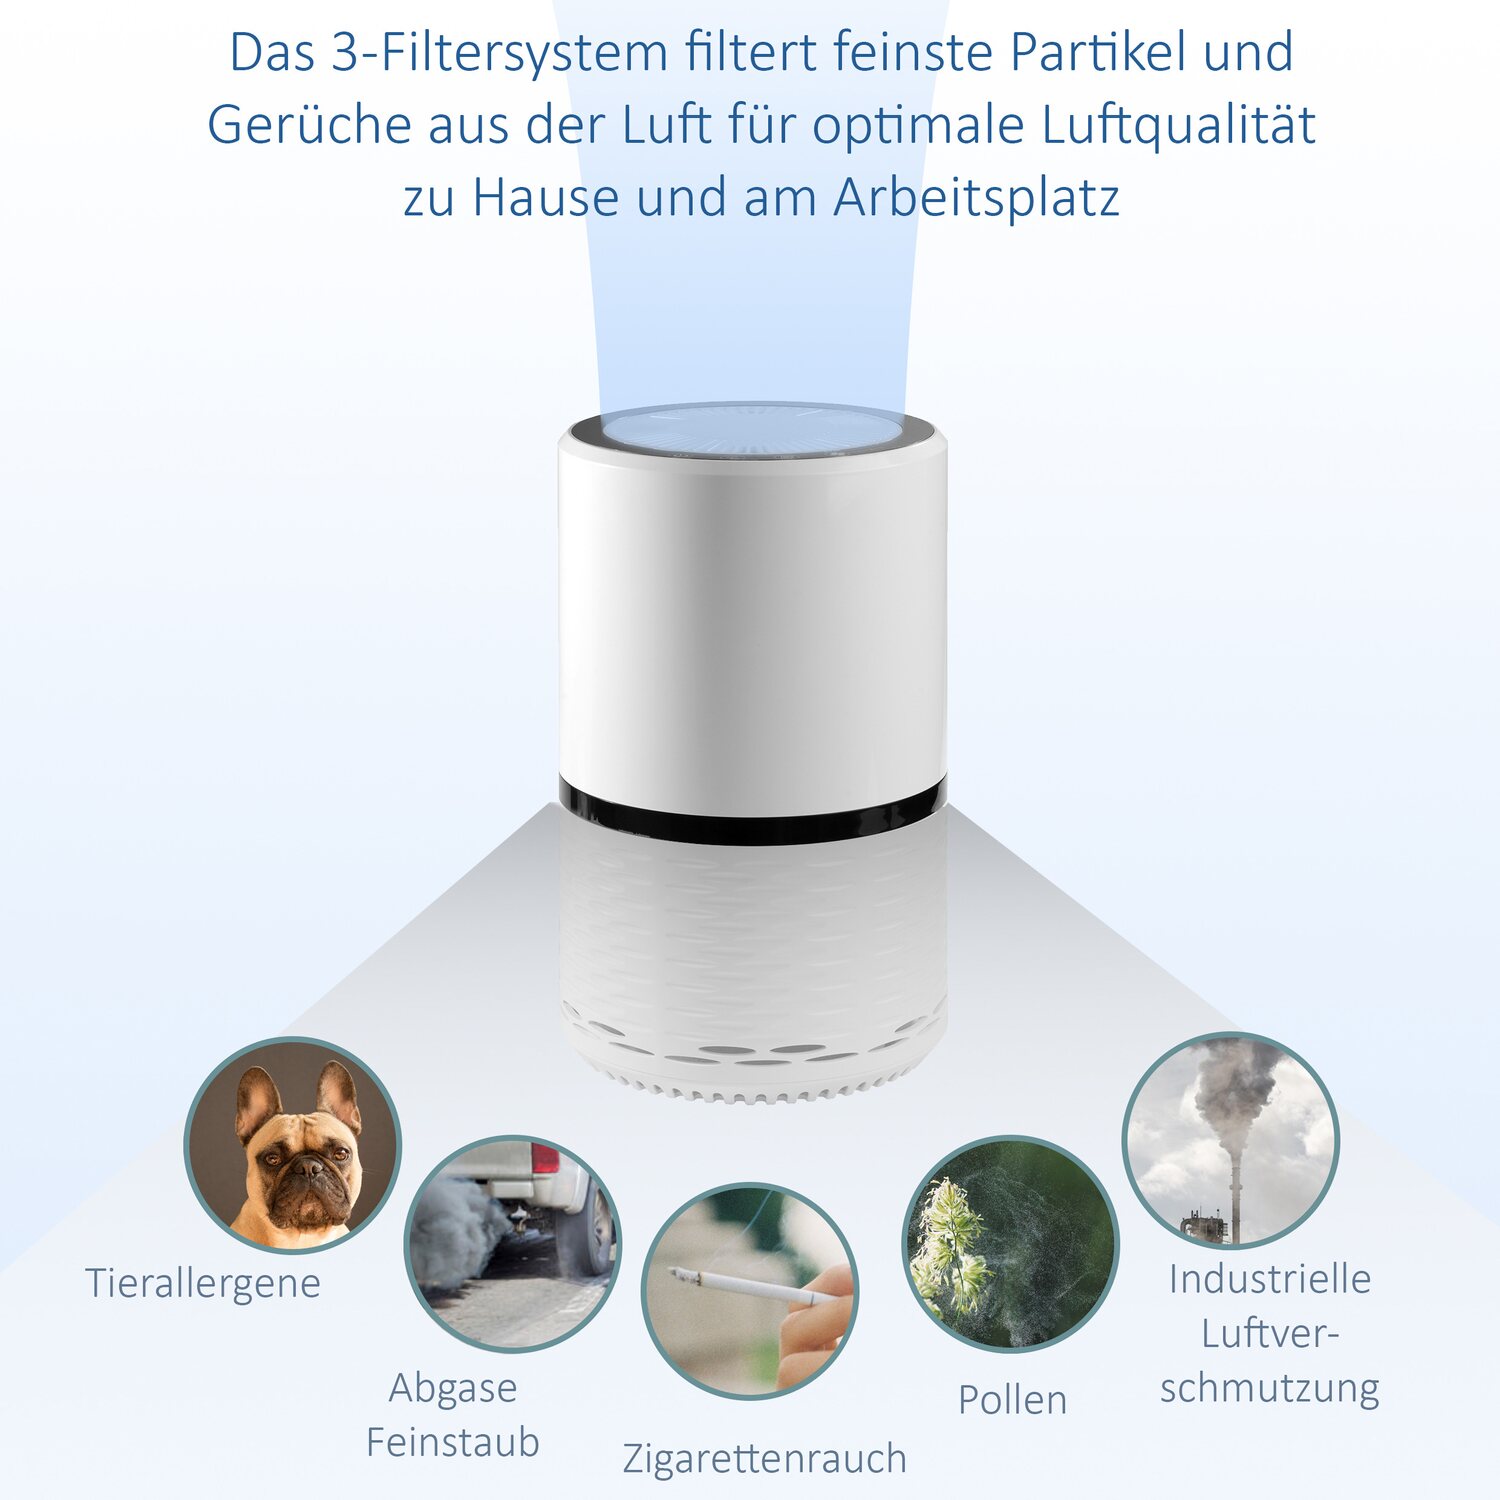 Das 3-Filtersystem filtert feinste Partikel und
Gerüche aus der Luft für optimale Luftqualität
zu Hause und am Arbeitsplatz
Tierallergene
Abgase
Feinstaub
Zigarettenrauch
Pollen
Industrielle
Luftver-
schmutzung